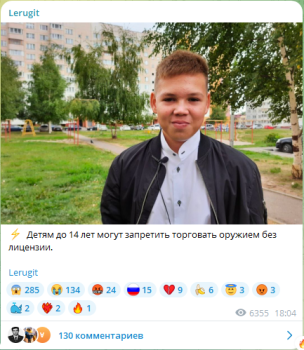 Lerugit
⚡ Детям до 14 лет могут запретить торговать оружием без
лицензии.
Lerugit
285 134 24 15 9 6 3 3
2 2 1
6355 18:04
130 комментариев